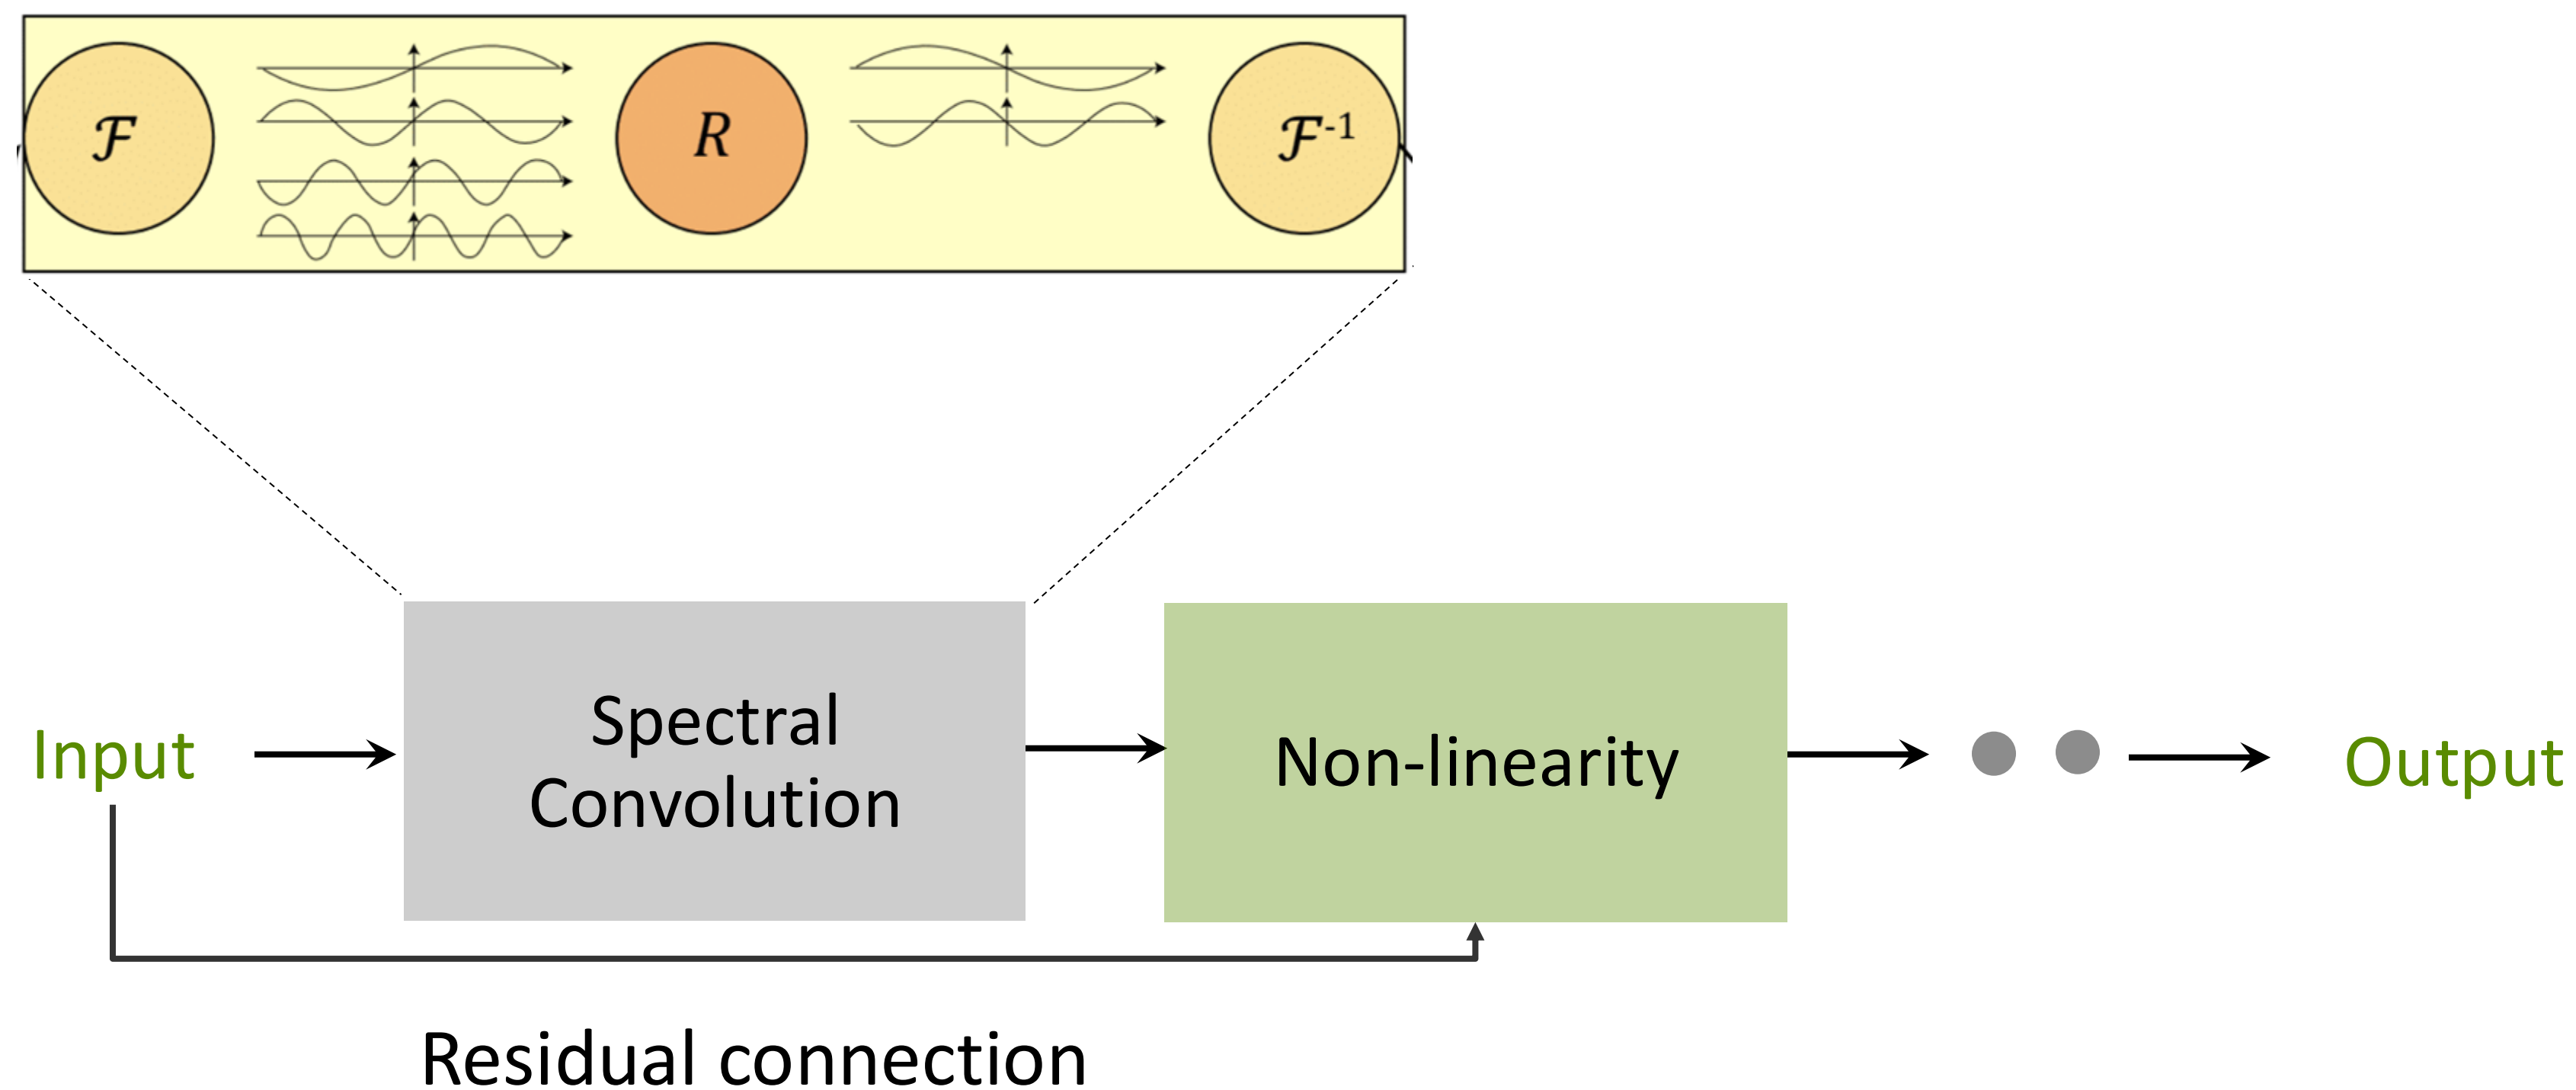 ℱ R ℱ⁻¹
Spectral
Convolution
Non-linearity
Input
Output
Residual connection